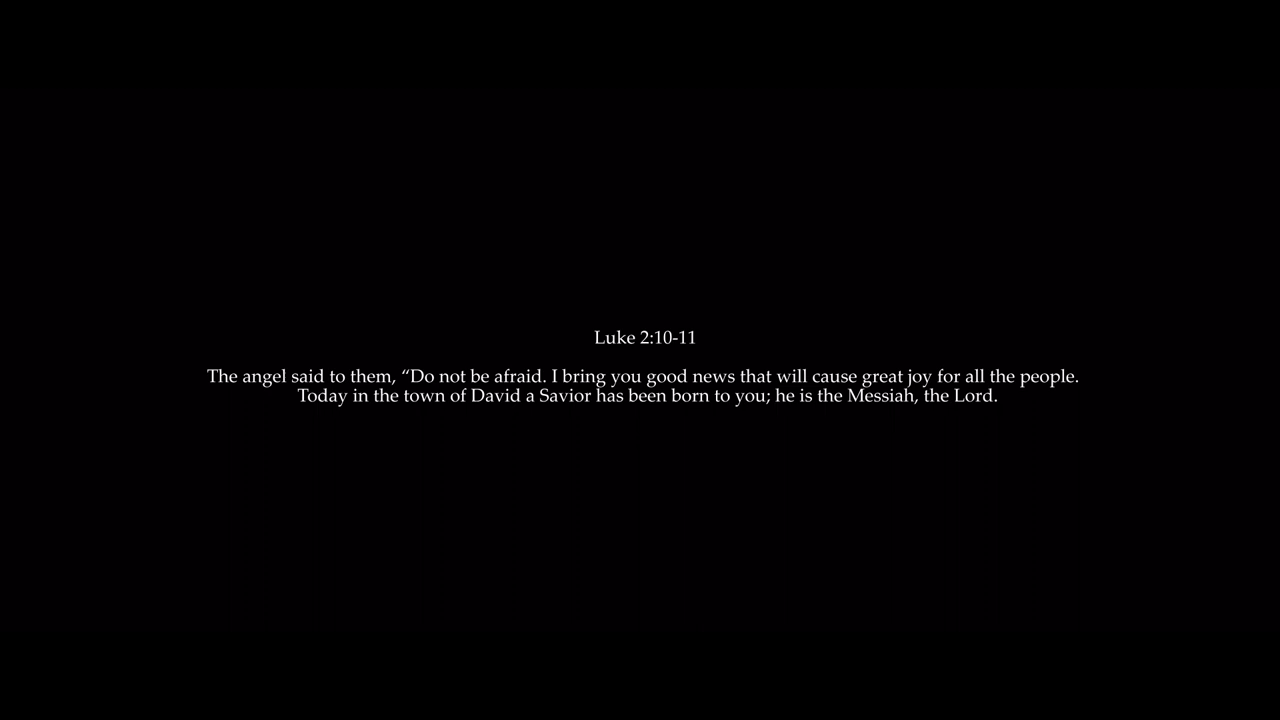 Luke 2:10-11
The angel said to them, “Do not be afraid. I bring you good news that will cause great joy for all the people.
Today in the town of David a Savior has been born to you; he is the Messiah, the Lord.